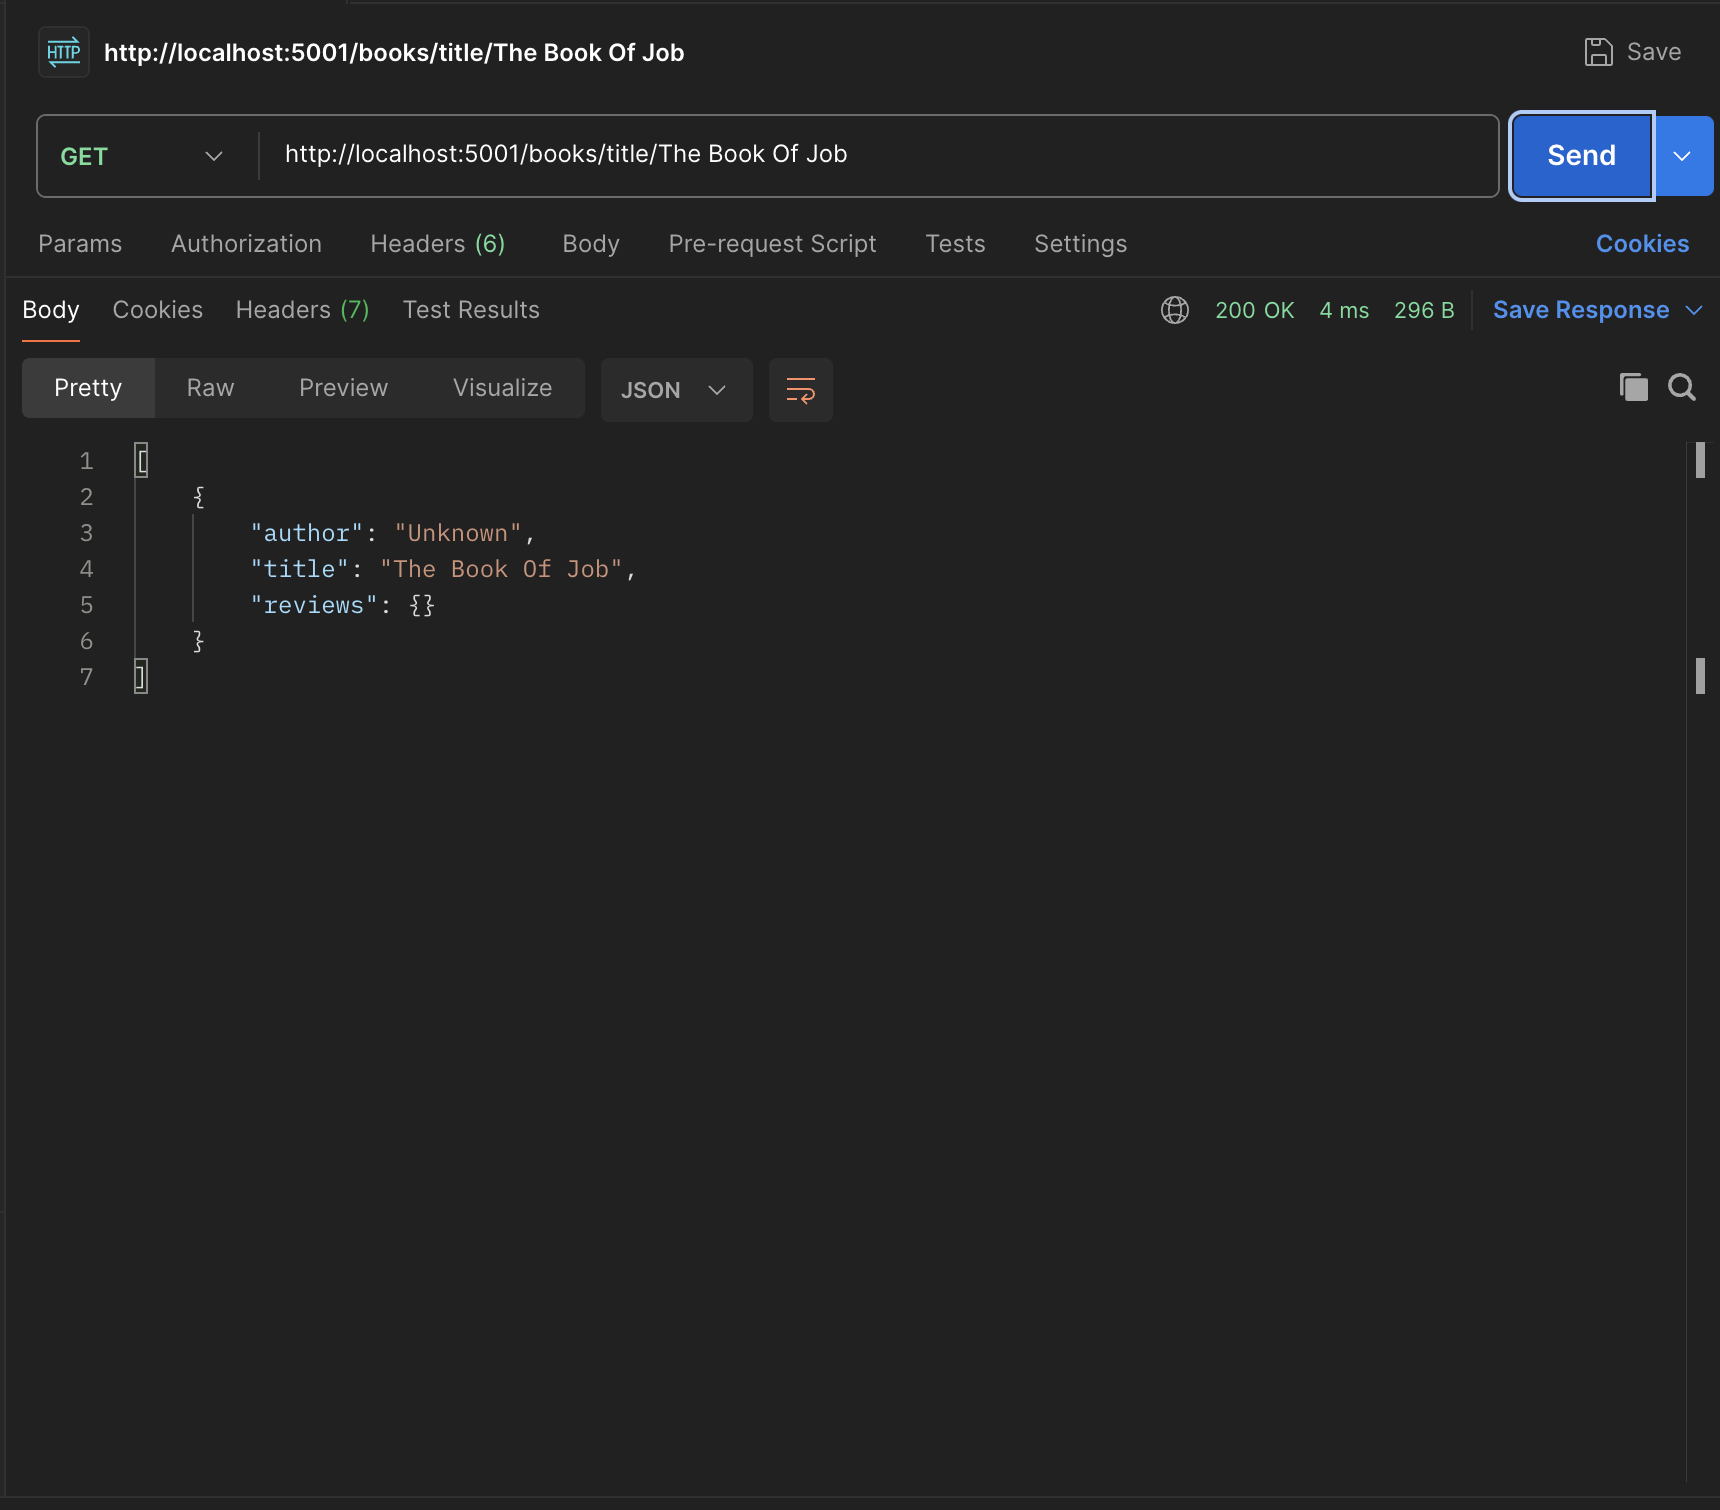 HTTP http://localhost:5001/books/title/The Book Of Job Save
GET http://localhost:5001/books/title/The Book Of Job Send
Params Authorization Headers (6) Body Pre-request Script Tests Settings Cookies
Body Cookies Headers (7) Test Results 200 OK 4 ms 296 B Save Response
Pretty Raw Preview Visualize JSON
1 [
2 {
3 "author": "Unknown",
4 "title": "The Book Of Job",
5 "reviews": {}
6 }
7 ]